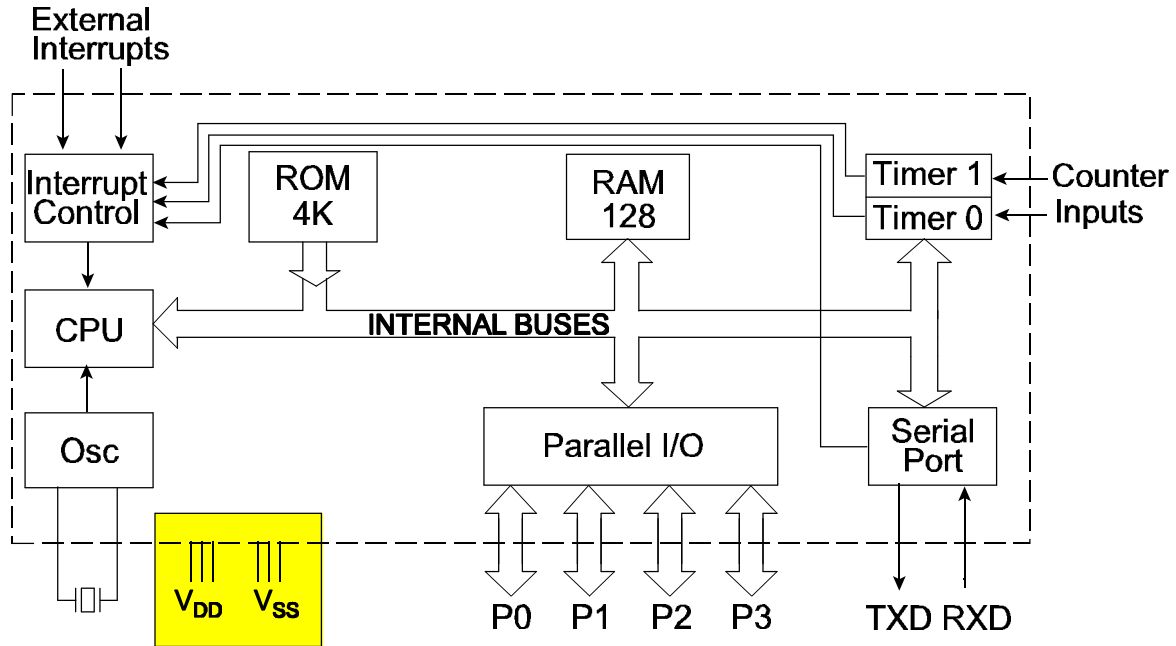 External
Interrupts
Interrupt
Control
ROM
4K
RAM
128
Timer 1
Timer 0
Counter
Inputs
CPU
INTERNAL BUSES
Osc
Parallel I/O
Serial
Port
VDD VSS
P0 P1 P2 P3
TXD RXD